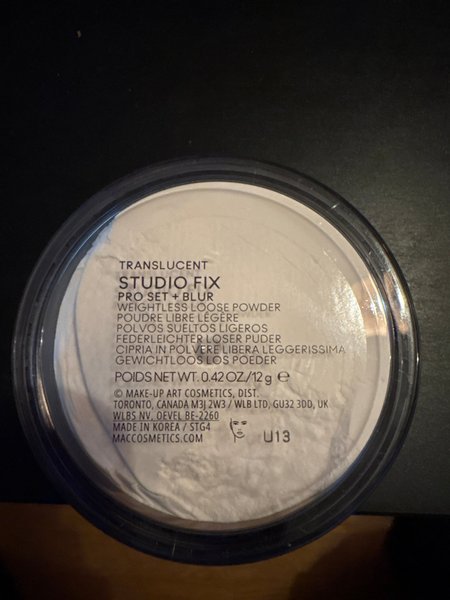 TRANSLUCENT
STUDIO FIX
PRO SET + BLUR
WEIGHTLESS LOOSE POWDER
POUDRE LIBRE LÉGÈRE
POLVOS SUELTOS LIGEROS
FEDERLEICHTER LOSER PUDER
CIPRIA IN POLVERE LIBERA LEGGERISSIMA
GEWICHTLOOS LOS POEDER
POIDS NET WT. 0.42 OZ./12 g ℮
© MAKE-UP ART COSMETICS, DIST.
TORONTO, CANADA M3J 2W3 / WLB LTD, GU32 3DD, UK
WLBS NV. OEVEL BE-2260
MADE IN KOREA / STG4
MACCOSMETICS.COM
U13